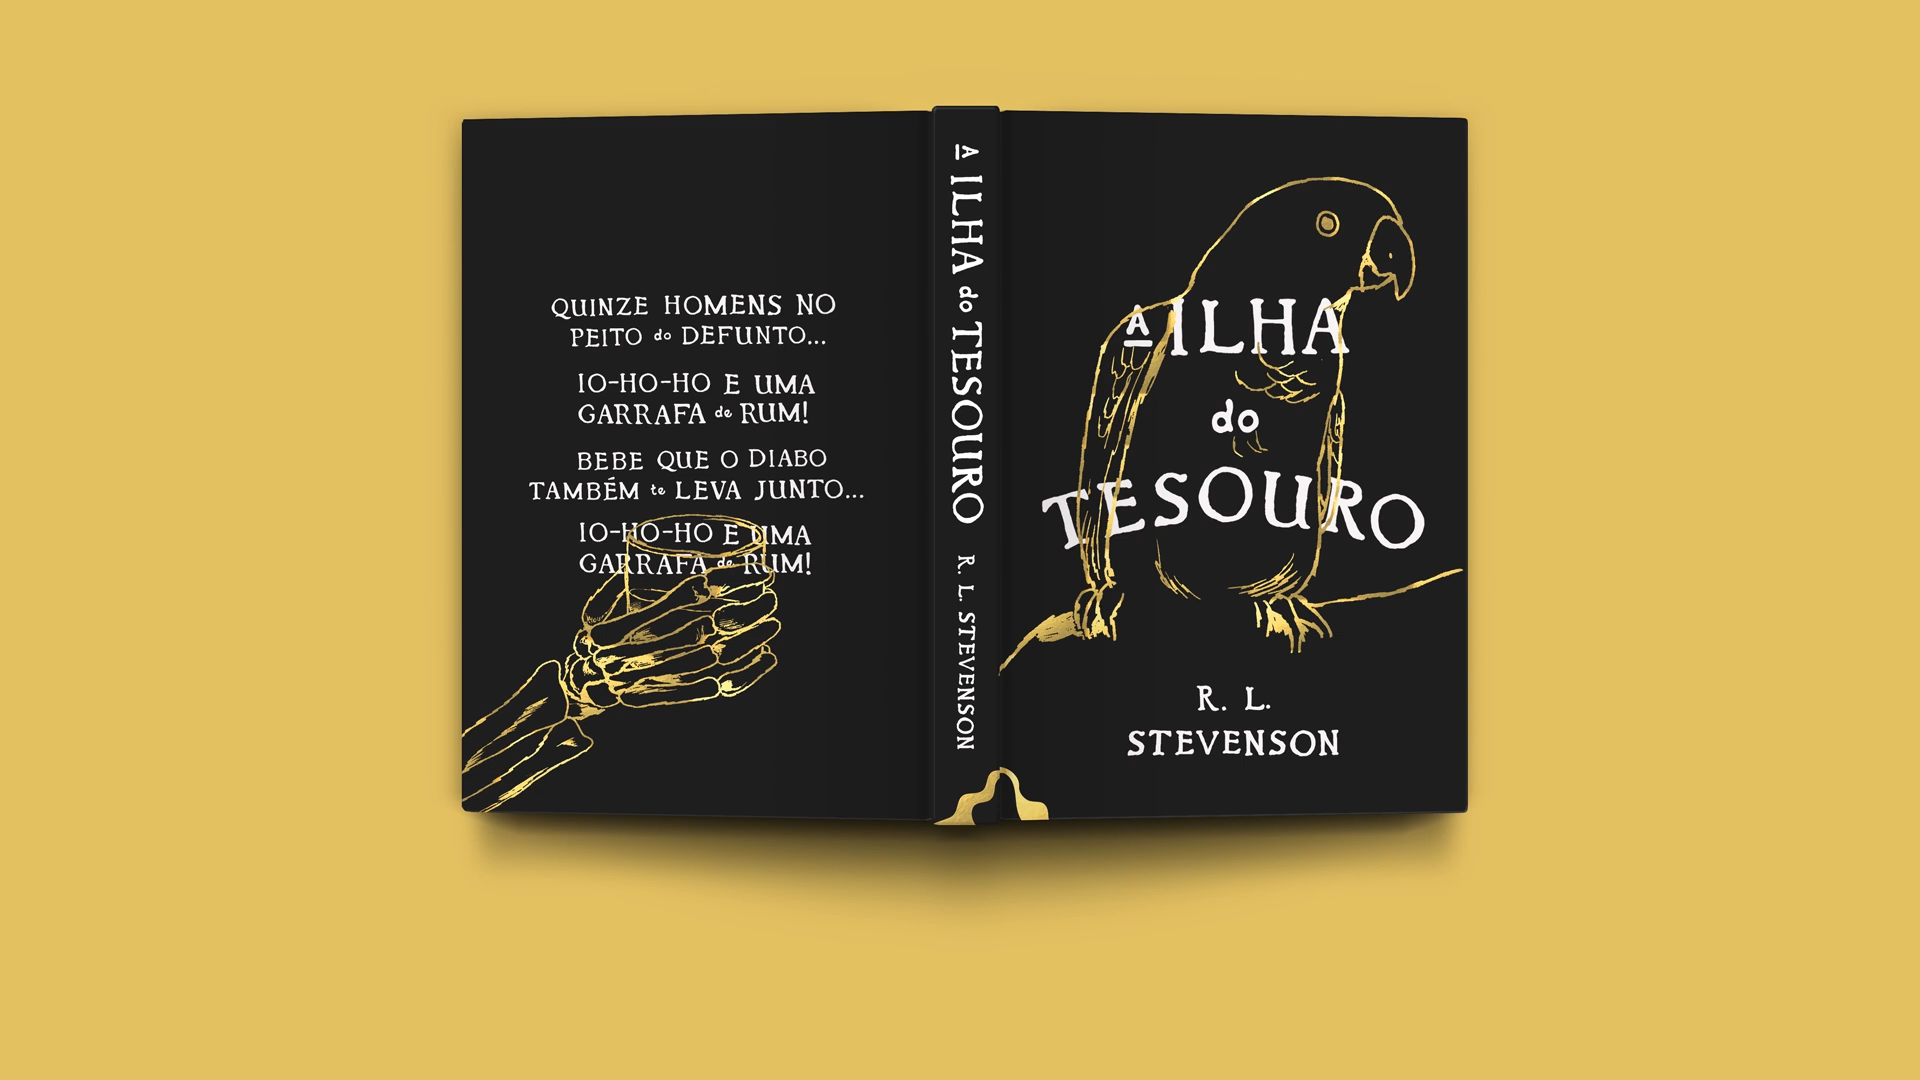 QUINZE HOMENS NO
PEITO do DEFUNTO...
IO-HO-HO E UMA
GARRAFA de RUM!
BEBE QUE O DIABO
TAMBÉM te LEVA JUNTO...
IO-HO-HO E UMA
GARRAFA de RUM!
A ILHA do TESOURO R. L. STEVENSON
A ILHA
do
TESOURO
R. L.
STEVENSON